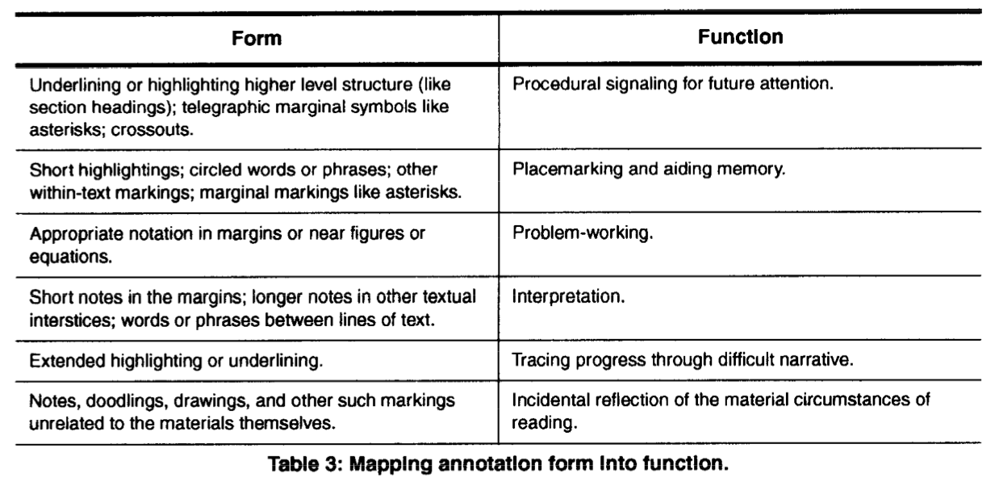 Form
Function
Underlining or highlighting higher level structure (like
section headings); telegraphic marginal symbols like
asterisks; crossouts.
Procedural signaling for future attention.
Short highlightings; circled words or phrases; other
within-text markings; marginal markings like asterisks.
Placemarking and aiding memory.
Appropriate notation in margins or near figures or
equations.
Problem-working.
Short notes in the margins; longer notes in other textual
interstices; words or phrases between lines of text.
Interpretation.
Extended highlighting or underlining.
Tracing progress through difficult narrative.
Notes, doodlings, drawings, and other such markings
unrelated to the materials themselves.
Incidental reflection of the material circumstances of
reading.
Table 3: Mapping annotation form into function.